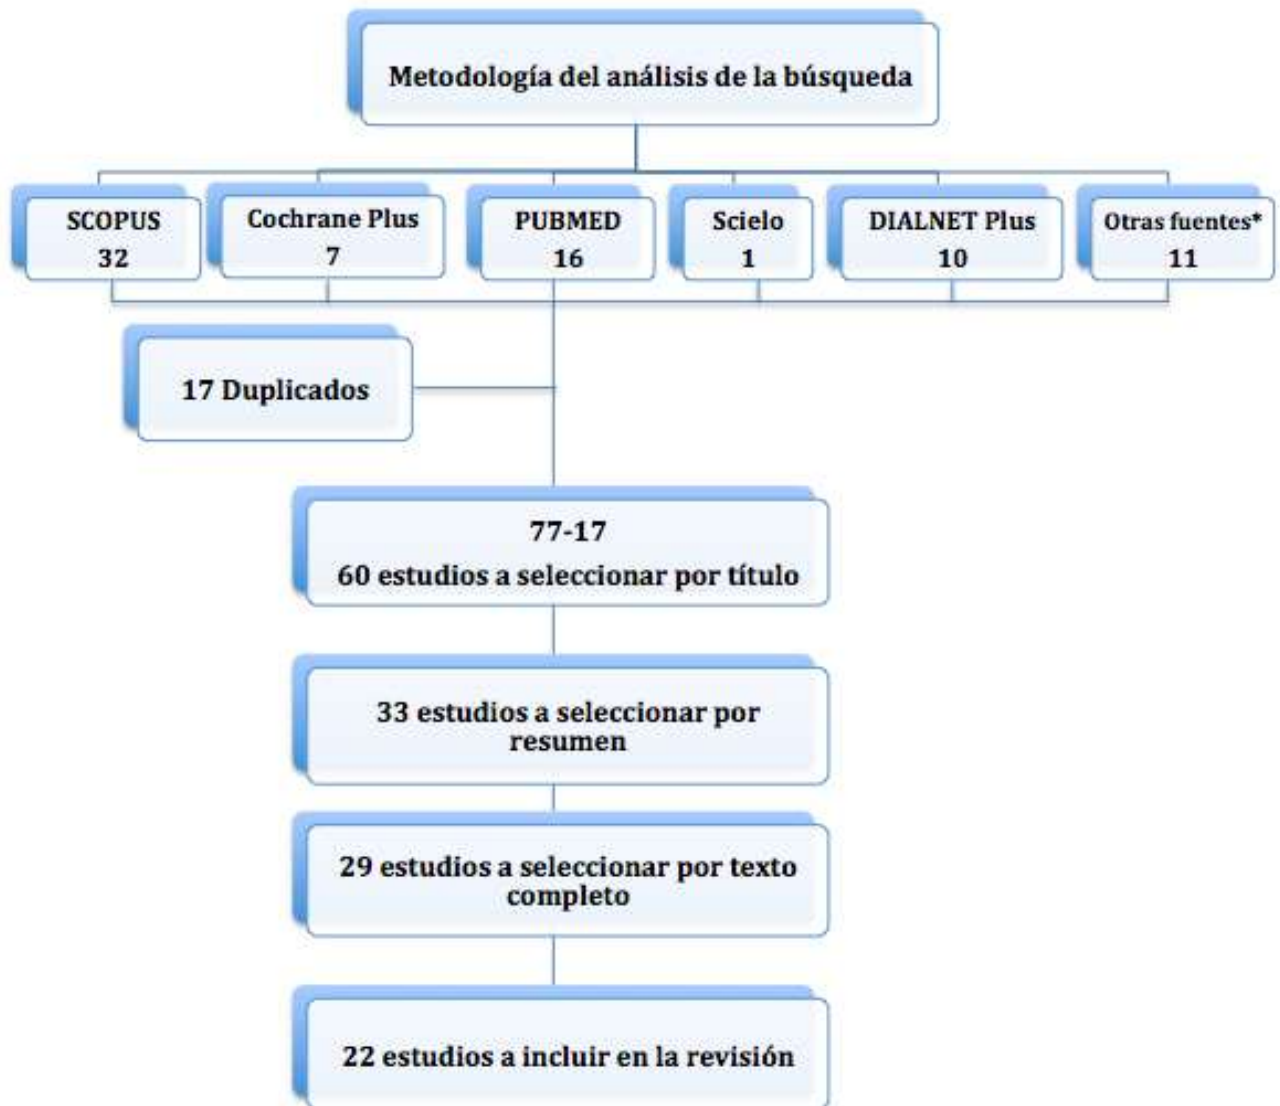 Metodología del análisis de la búsqueda
SCOPUS
32
Cochrane Plus
7
PUBMED
16
Scielo
1
DIALNET Plus
10
Otras fuentes*
11
17 Duplicados
77-17
60 estudios a seleccionar por título
33 estudios a seleccionar por
resumen
29 estudios a seleccionar por texto
completo
22 estudios a incluir en la revisión